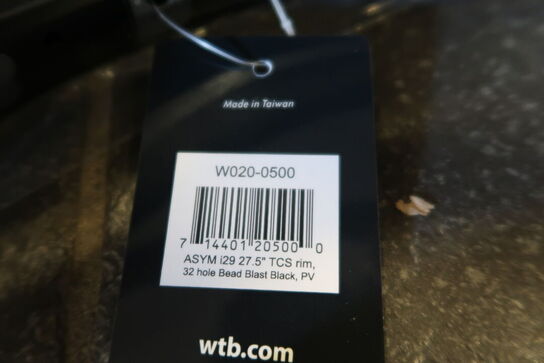 Made in Taiwan
W020-0500
7 14401 20500 0
ASYM i29 27.5" TCS rim,
32 hole Bead Blast Black, PV
wtb.com